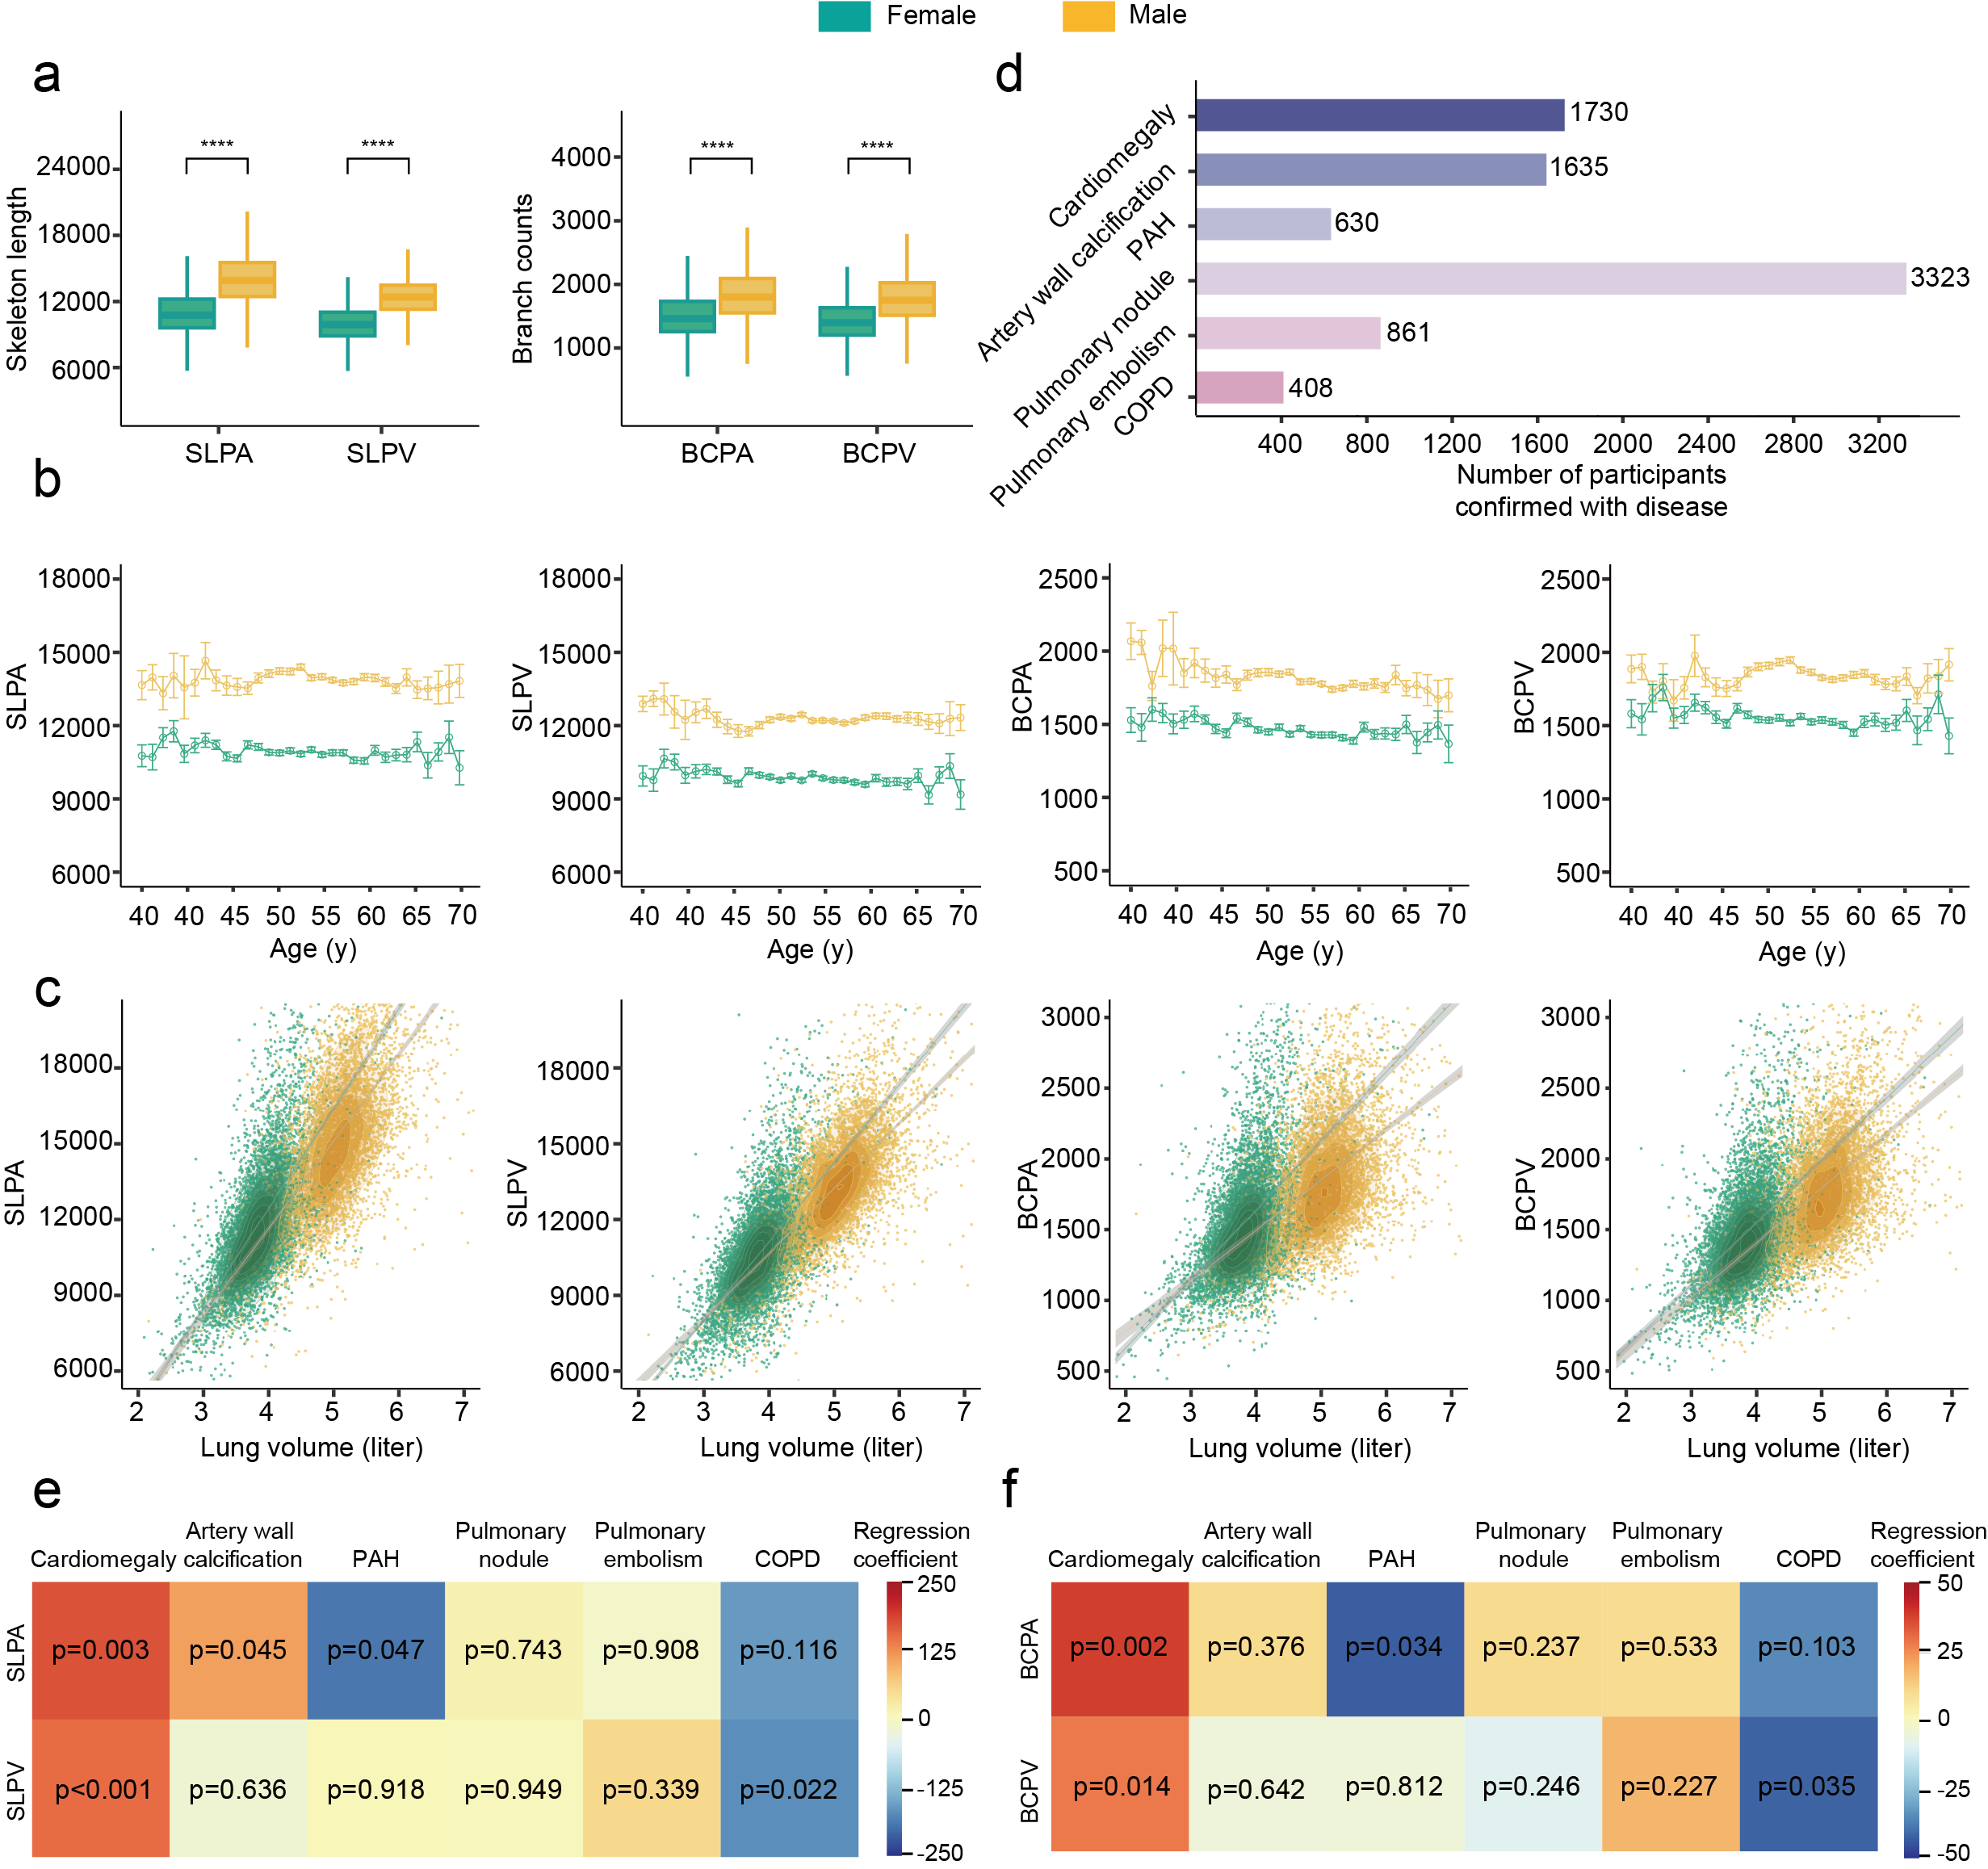 Female Male
a
Skeleton length
24000
18000
12000
6000
****
****
SLPA SLPV
Branch counts
4000
3000
2000
1000
****
****
BCPA BCPV
d
Cardiomegaly
Artery wall calcification
PAH
Pulmonary nodule
Pulmonary embolism
COPD
1730
1635
630
3323
861
408
400 800 1200 1600 2000 2400 2800 3200
Number of participants
confirmed with disease
b
SLPA
18000
15000
12000
9000
6000
40 40 45 50 55 60 65 70
Age (y)
SLPV
18000
15000
12000
9000
6000
40 40 45 50 55 60 65 70
Age (y)
BCPA
2500
2000
1500
1000
500
40 40 45 50 55 60 65 70
Age (y)
BCPV
2500
2000
1500
1000
500
40 40 45 50 55 60 65 70
Age (y)
c
SLPA
18000
15000
12000
9000
6000
2 3 4 5 6 7
Lung volume (liter)
SLPV
18000
15000
12000
9000
6000
2 3 4 5 6 7
Lung volume (liter)
BCPA
3000
2500
2000
1500
1000
500
2 3 4 5 6 7
Lung volume (liter)
BCPV
3000
2500
2000
1500
1000
500
2 3 4 5 6 7
Lung volume (liter)
e
Cardiomegaly
Artery wall
calcification
PAH
Pulmonary
nodule
Pulmonary
embolism
COPD
Regression
coefficient
SLPA
p=0.003 p=0.045 p=0.047 p=0.743 p=0.908 p=0.116
SLPV
p<0.001 p=0.636 p=0.918 p=0.949 p=0.339 p=0.022
250
125
0
-125
-250
f
Cardiomegaly
Artery wall
calcification
PAH
Pulmonary
nodule
Pulmonary
embolism
COPD
Regression
coefficient
BCPA
p=0.002 p=0.376 p=0.034 p=0.237 p=0.533 p=0.103
BCPV
p=0.014 p=0.642 p=0.812 p=0.246 p=0.227 p=0.035
50
25
0
-25
-50